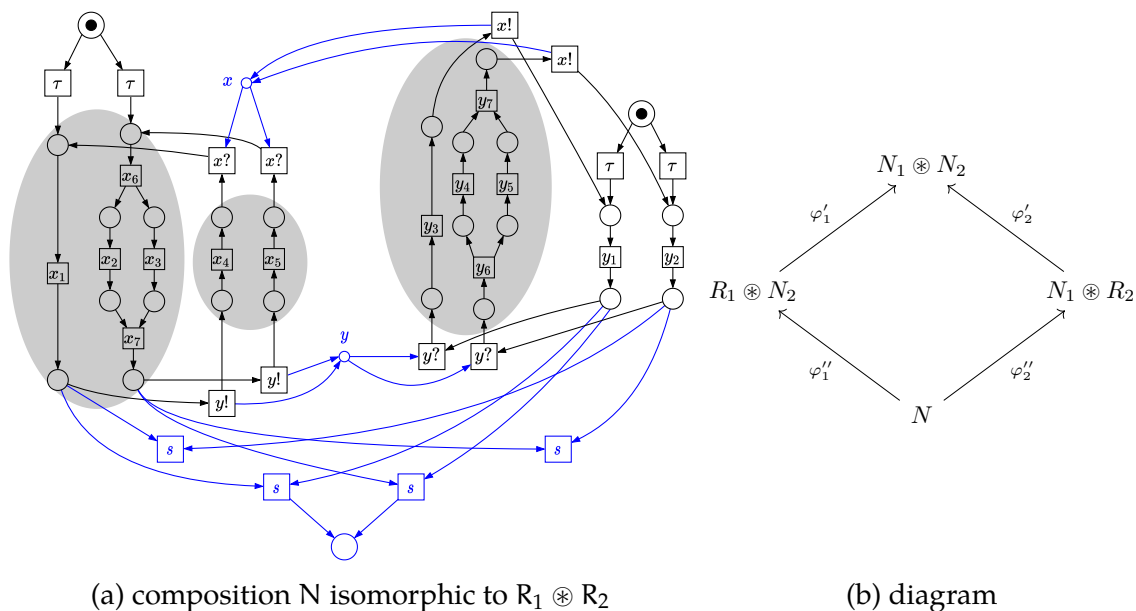 x!
x!
x
τ
τ
x?
x?
x₆
x₂
x₃
x₁
x₄
x₅
x₇
y₇
y₄
y₅
y₃
y₆
τ
τ
y₁
y₂
y
y?
y?
y!
y!
s
s
s
s
N₁ ⊛ N₂
φ′₁
φ′₂
R₁ ⊛ N₂
N₁ ⊛ R₂
φ″₁
φ″₂
N
(a) composition N isomorphic to R₁ ⊛ R₂
(b) diagram